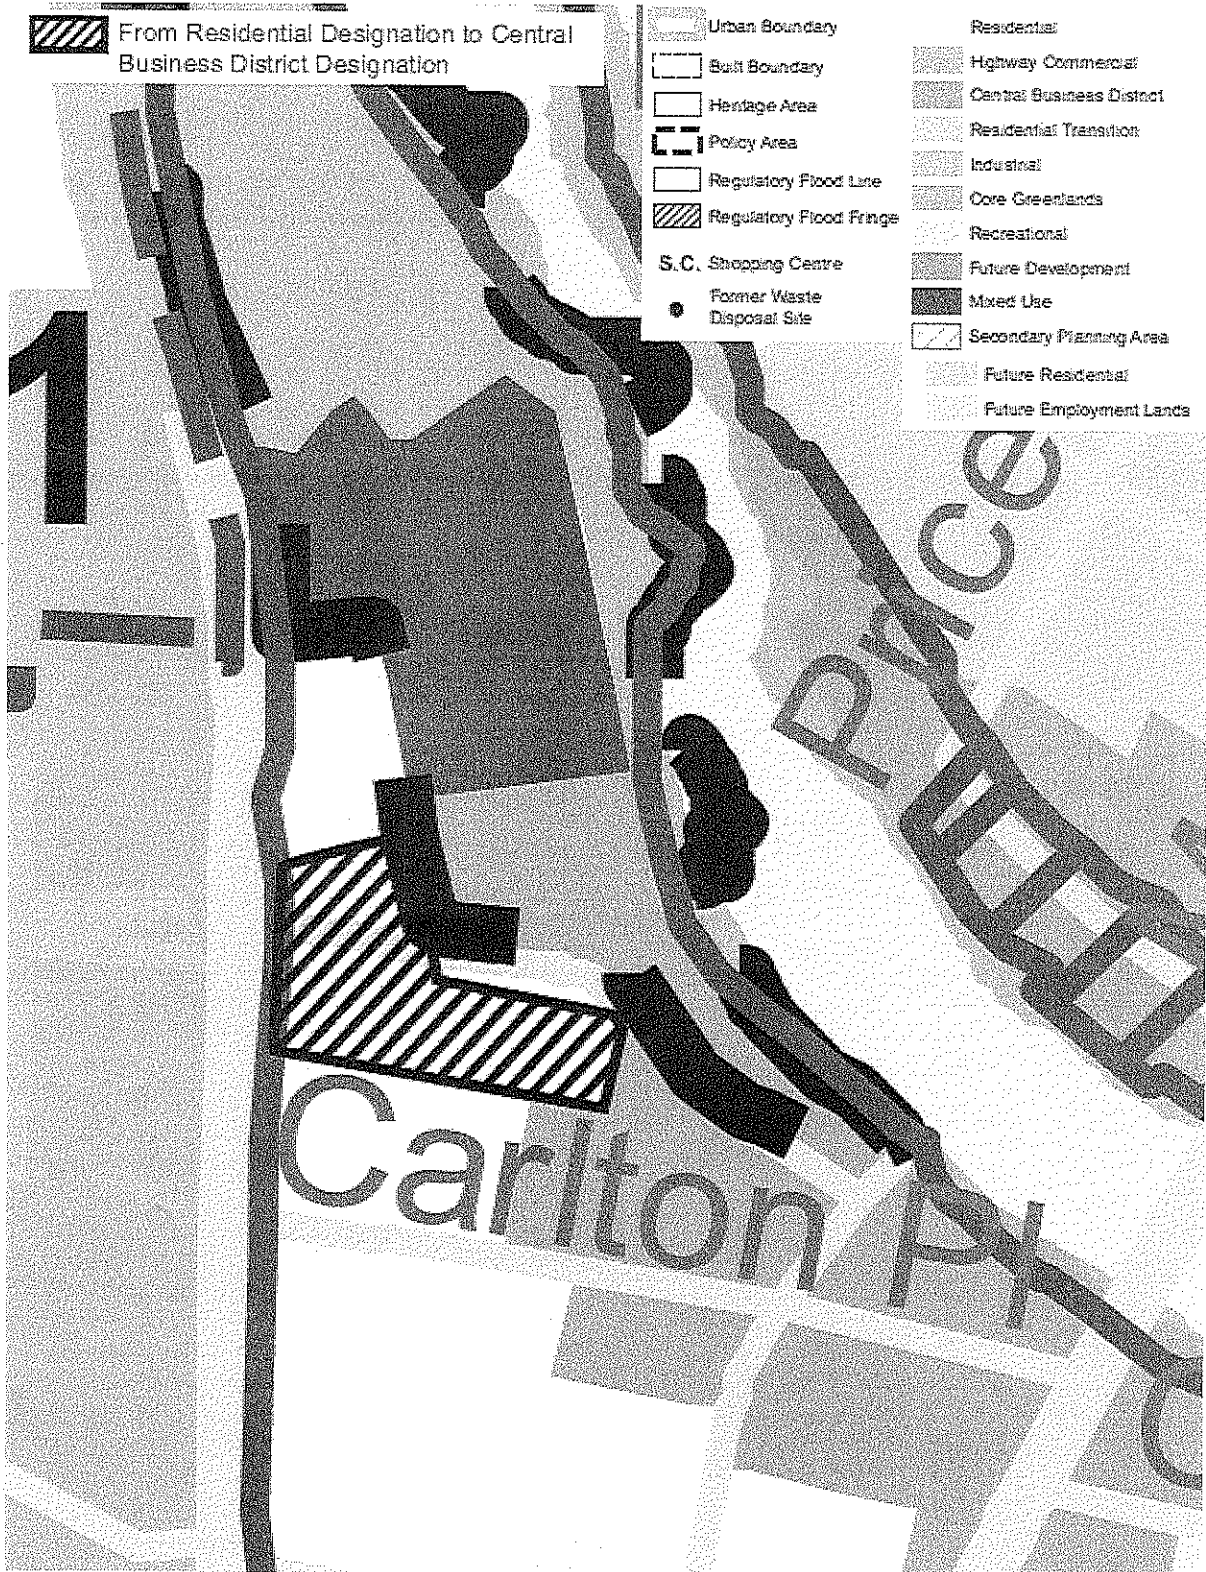 From Residential Designation to Central
Business District Designation
Urban Boundary
Built Boundary
Heritage Area
Policy Area
Regulatory Flood Line
Regulatory Flood Fringe
S.C. Shopping Centre
Former Waste
Disposal Site
Residential
Highway Commercial
Central Business District
Residential Transition
Industrial
Core Greenlands
Recreational
Future Development
Mixed Use
Secondary Planning Area
Future Residential
Future Employment Lands
1
Price
Carlton Pl